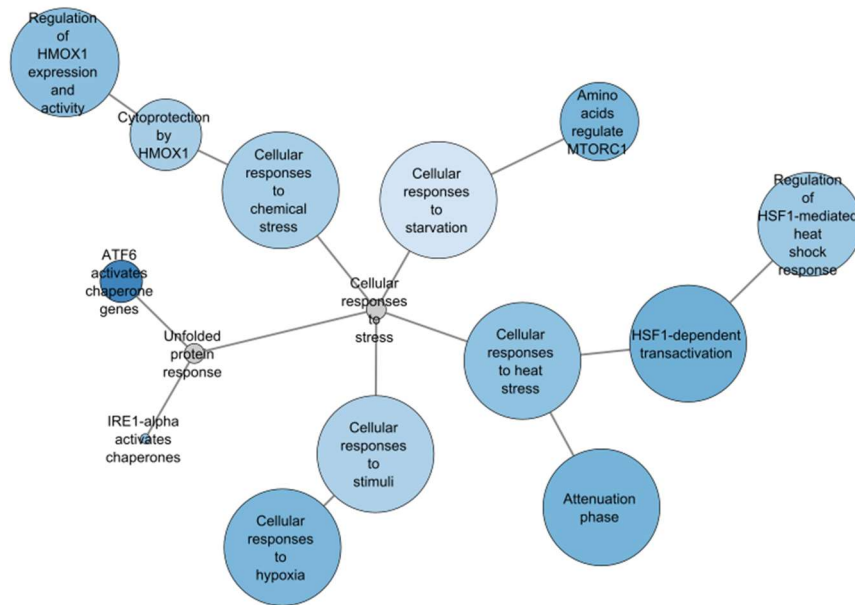 Regulation
of
HMOX1
expression
and
activity
Cytoprotection
by
HMOX1
Cellular
responses
to
chemical
stress
Cellular
responses
to
starvation
Amino
acids
regulate
MTORC1
Regulation
of
HSF1-mediated
heat
shock
response
ATF6
activates
chaperone
genes
Unfolded
protein
response
IRE1-alpha
activates
chaperones
Cellular
responses
to
stress
Cellular
responses
to heat
stress
HSF1-dependent
transactivation
Cellular
responses to
stimuli
Cellular
responses
to
hypoxia
Attenuation
phase